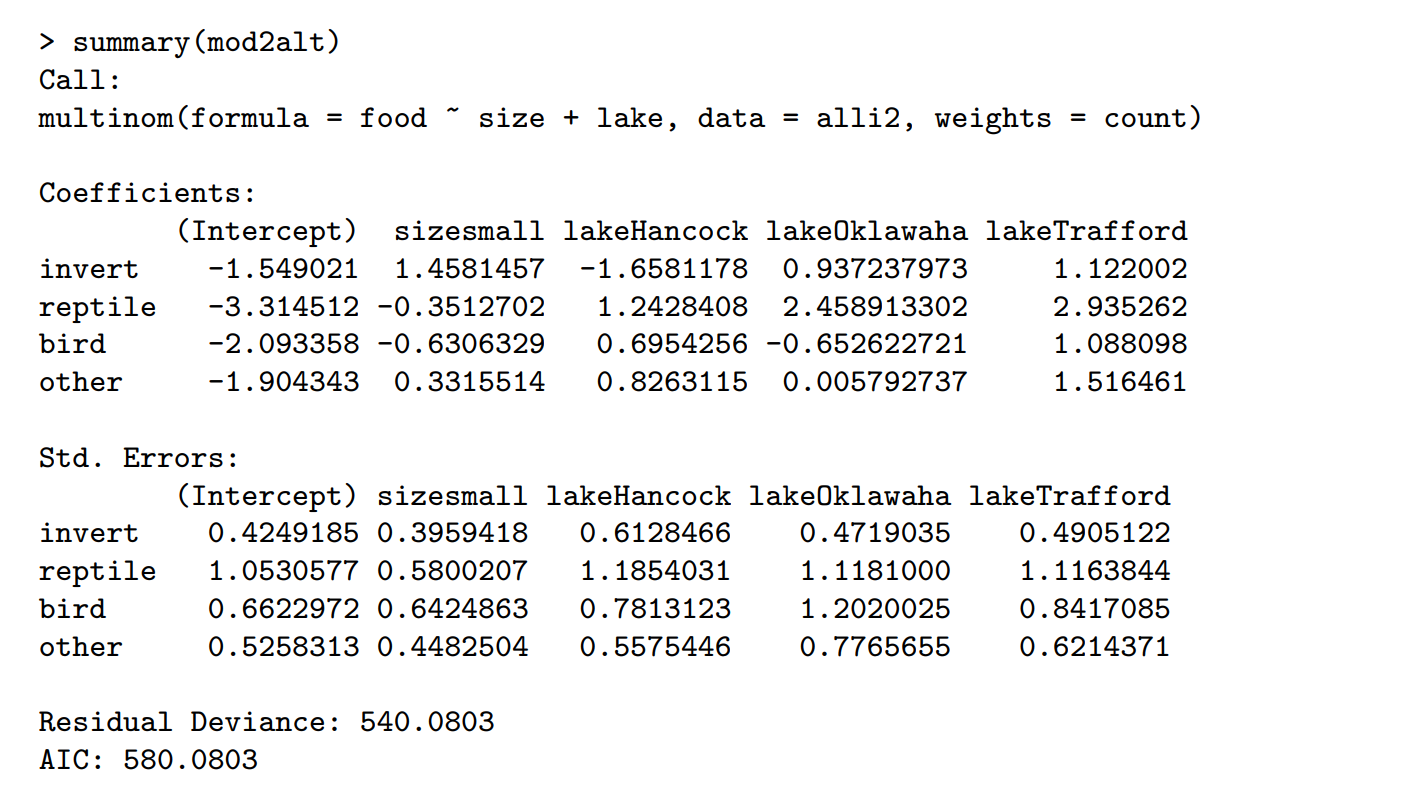 > summary(mod2alt)
Call:
multinom(formula = food ~ size + lake, data = alli2, weights = count)
Coefficients:
(Intercept) sizesmall lakeHancock lakeOklawaha lakeTrafford
invert -1.549021 1.4581457 -1.6581178 0.937237973 1.122002
reptile -3.314512 -0.3512702 1.2428408 2.458913302 2.935262
bird -2.093358 -0.6306329 0.6954256 -0.652622721 1.088098
other -1.904343 0.3315514 0.8263115 0.005792737 1.516461
Std. Errors:
(Intercept) sizesmall lakeHancock lakeOklawaha lakeTrafford
invert 0.4249185 0.3959418 0.6128466 0.4719035 0.4905122
reptile 1.0530577 0.5800207 1.1854031 1.1181000 1.1163844
bird 0.6622972 0.6424863 0.7813123 1.2020025 0.8417085
other 0.5258313 0.4482504 0.5575446 0.7765655 0.6214371
Residual Deviance: 540.0803
AIC: 580.0803